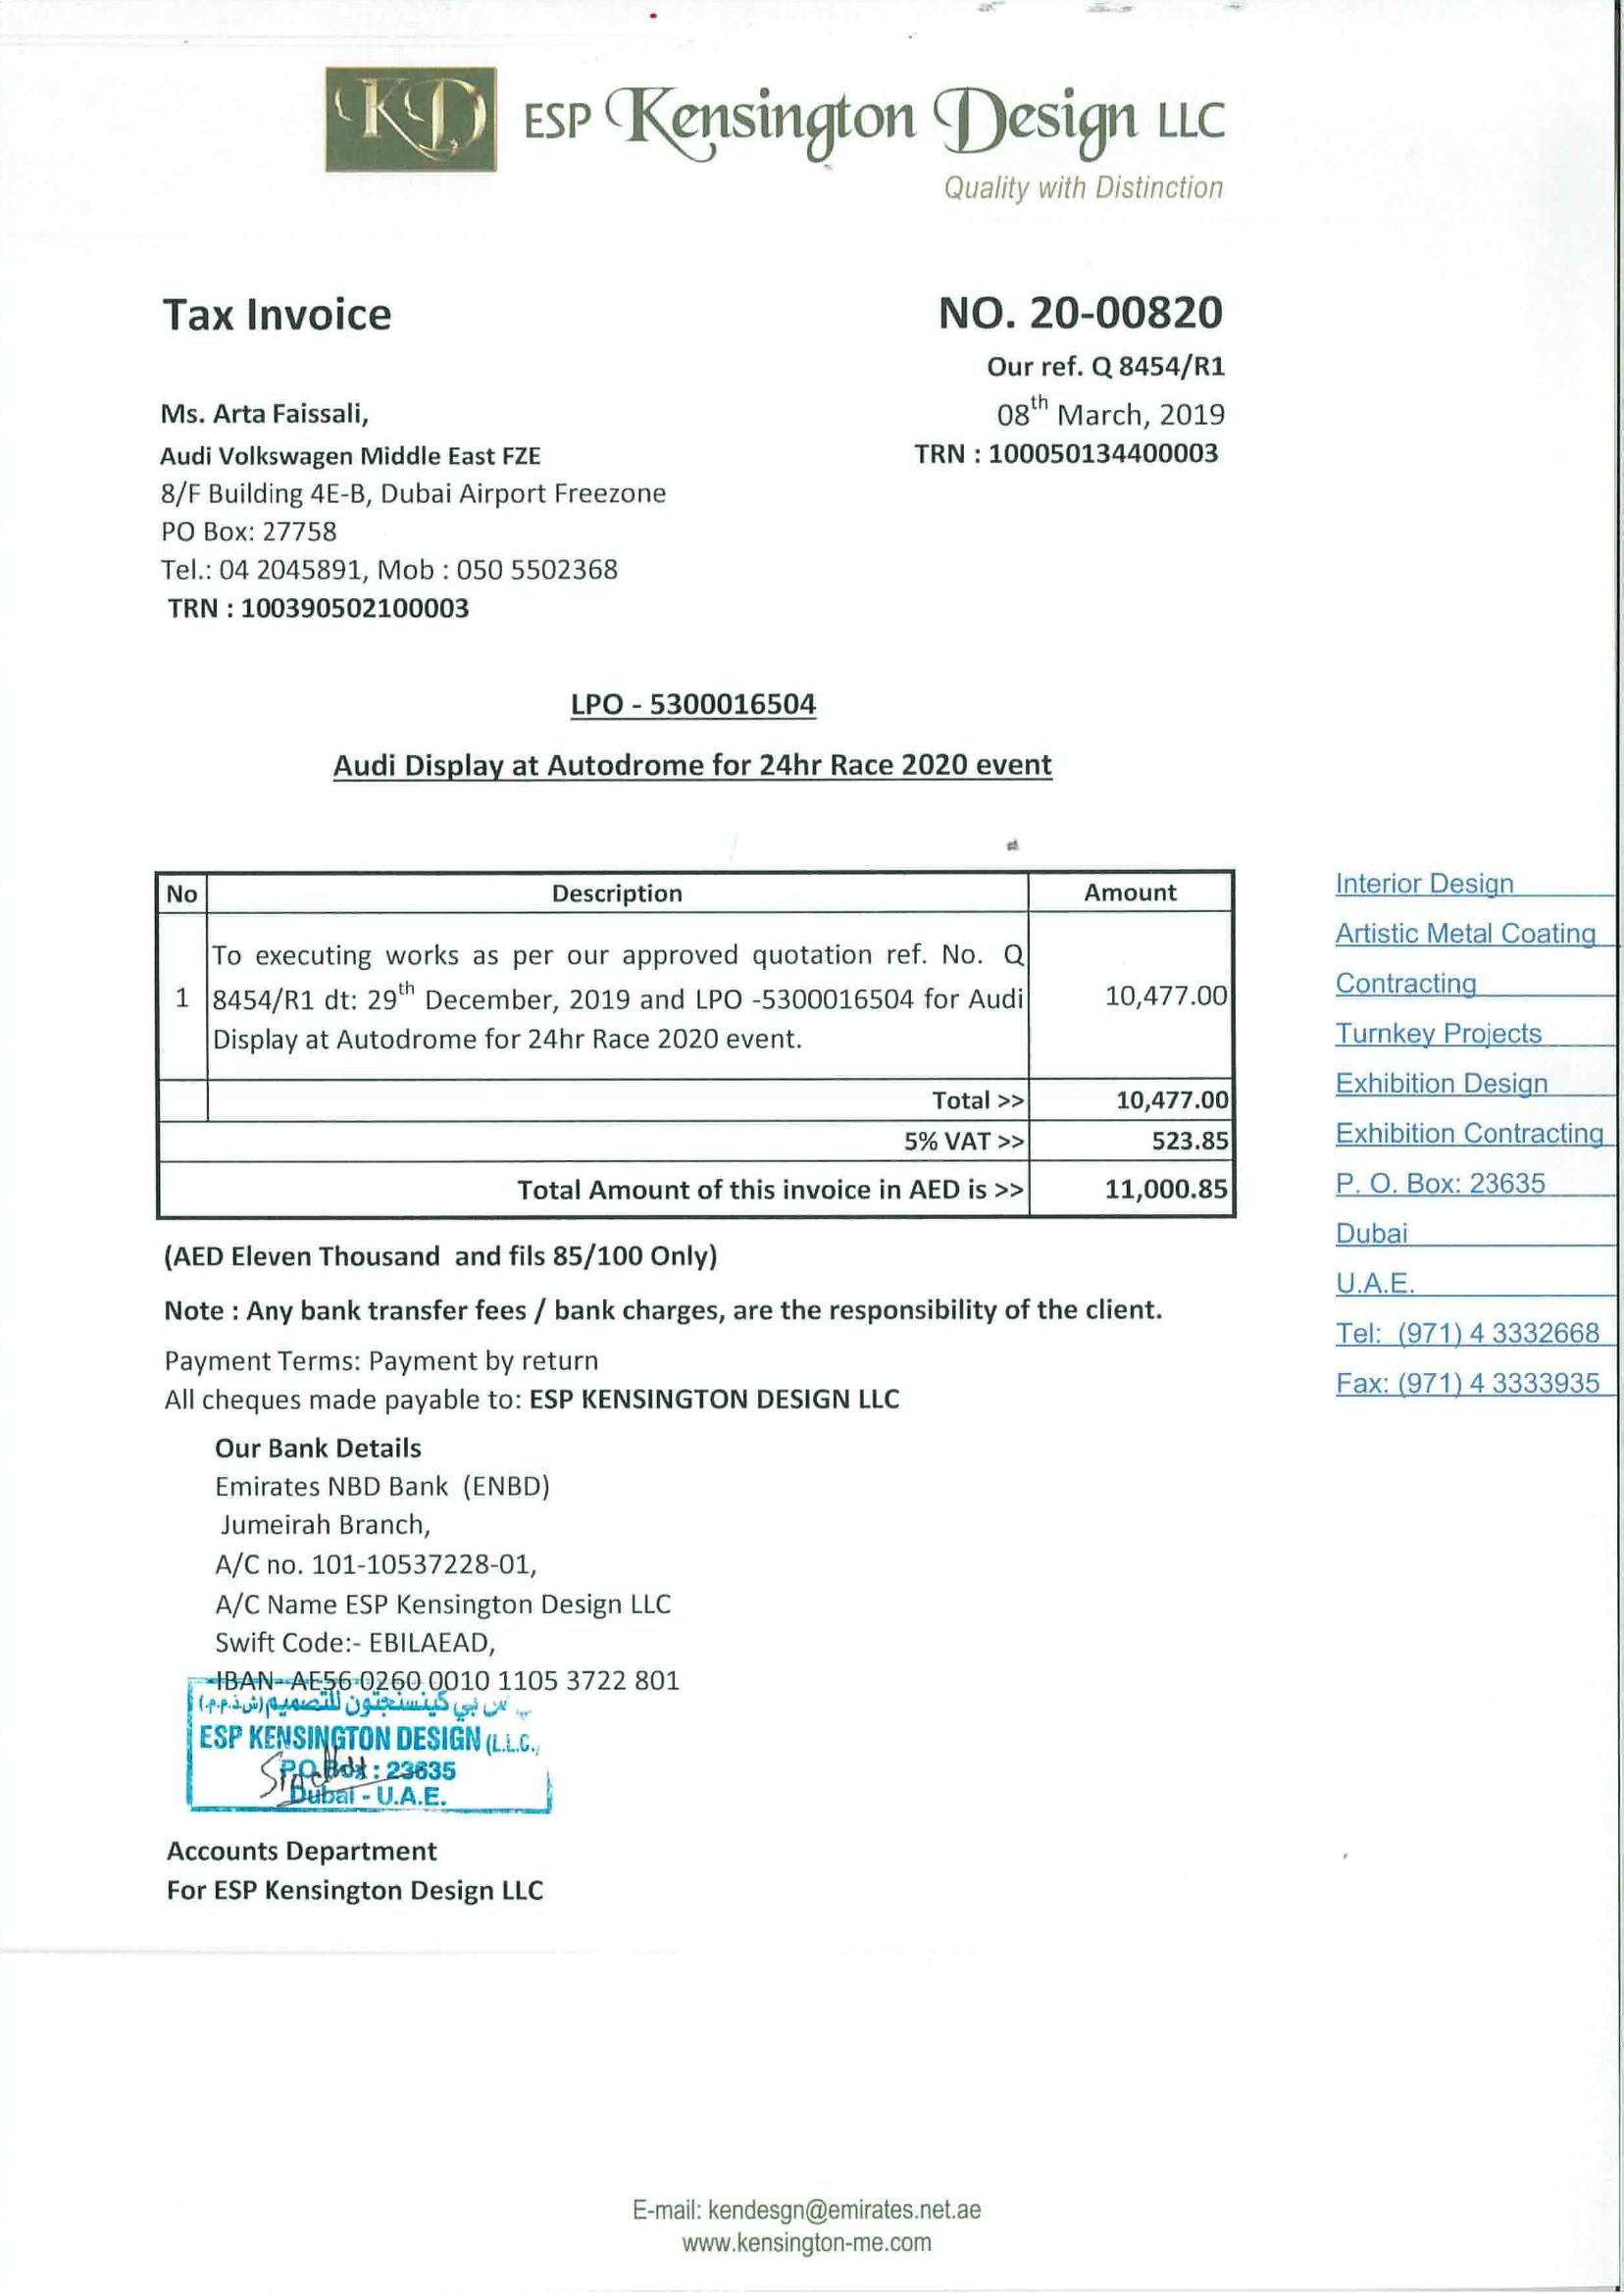 KD
ESP Kensington Design LLC
Quality with Distinction
Tax Invoice
NO. 20-00820
Our ref. Q 8454/R1
08th March, 2019
TRN : 100050134400003
Ms. Arta Faissali,
Audi Volkswagen Middle East FZE
8/F Building 4E-B, Dubai Airport Freezone
PO Box: 27758
Tel.: 04 2045891, Mob : 050 5502368
TRN : 100390502100003
LPO - 5300016504
Audi Display at Autodrome for 24hr Race 2020 event
No Description Amount
1 To executing works as per our approved quotation ref. No. Q
8454/R1 dt: 29th December, 2019 and LPO -5300016504 for Audi 10,477.00
Display at Autodrome for 24hr Race 2020 event.
Total >> 10,477.00
5% VAT >> 523.85
Total Amount of this invoice in AED is >> 11,000.85
(AED Eleven Thousand and fils 85/100 Only)
Note : Any bank transfer fees / bank charges, are the responsibility of the client.
Payment Terms: Payment by return
All cheques made payable to: ESP KENSINGTON DESIGN LLC
Our Bank Details
Emirates NBD Bank (ENBD)
Jumeirah Branch,
A/C no. 101-10537228-01,
A/C Name ESP Kensington Design LLC
Swift Code:- EBILAEAD,
IBAN- AE56 0260 0010 1105 3722 801
س بي كينسنجتون للتصميم (ش.ذ.م.م)
ESP KENSINGTON DESIGN (L.L.C.)
P.O.Box : 23635
Dubai - U.A.E.
Accounts Department
For ESP Kensington Design LLC
Interior Design
Artistic Metal Coating
Contracting
Turnkey Projects
Exhibition Design
Exhibition Contracting
P. O. Box: 23635
Dubai
U.A.E.
Tel: (971) 4 3332668
Fax: (971) 4 3333935
E-mail: kendesgn@emirates.net.ae
www.kensington-me.com